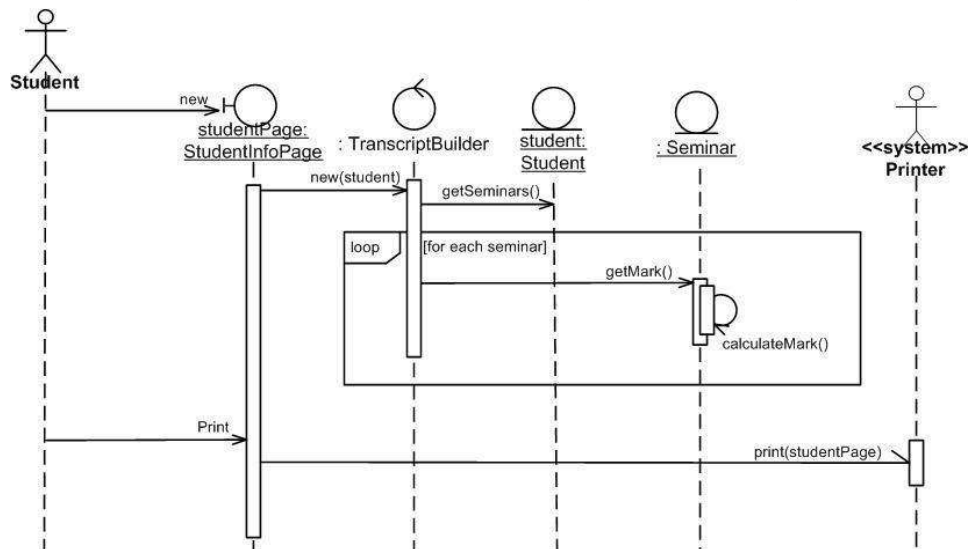 Student
new
studentPage:
StudentInfoPage
: TranscriptBuilder
student:
Student
: Seminar
<<system>>
Printer
new(student)
getSeminars()
loop
[for each seminar]
getMark()
calculateMark()
Print
print(studentPage)